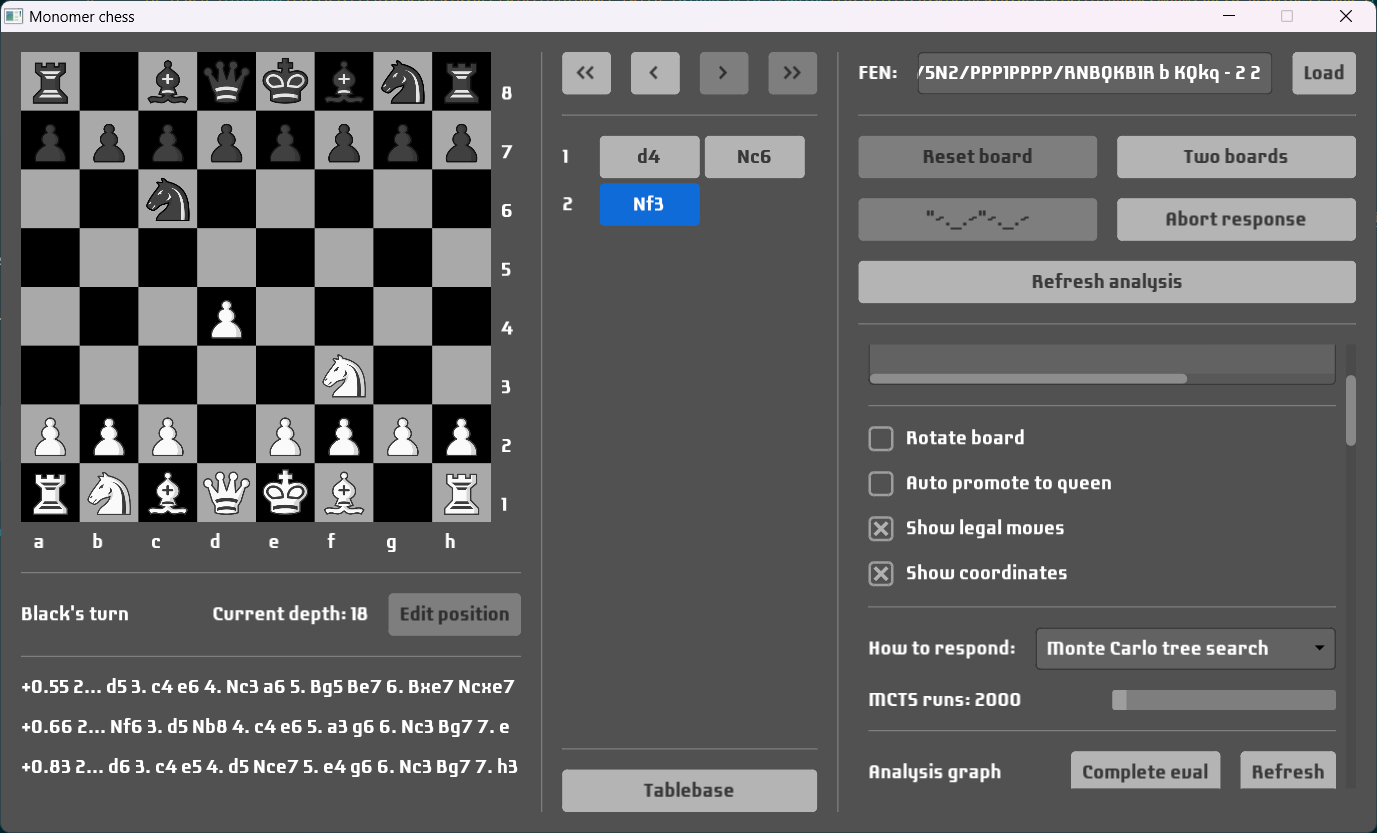 Monomer chess
<< < > >>
FEN: /5N2/PPP1PPPP/RNBQKB1R b KQkq - 2 2 Load
8
7
6
5
4
3
2
1
a b c d e f g h
1 d4 Nc6
2 Nf3
Reset board Two boards
"-._.-"-._.- Abort response
Refresh analysis
Rotate board
Auto promote to queen
Show legal moves
Show coordinates
Black's turn Current depth: 18 Edit position
How to respond: Monte Carlo tree search
MCTS runs: 2000
+0.55 2... d5 3. c4 e6 4. Nc3 a6 5. Bg5 Be7 6. Bxe7 Ncxe7
+0.66 2... Nf6 3. d5 Nb8 4. c4 e6 5. a3 g6 6. Nc3 Bg7 7. e
+0.83 2... d6 3. c4 e5 4. d5 Nce7 5. e4 g6 6. Nc3 Bg7 7. h3
Tablebase
Analysis graph Complete eval Refresh